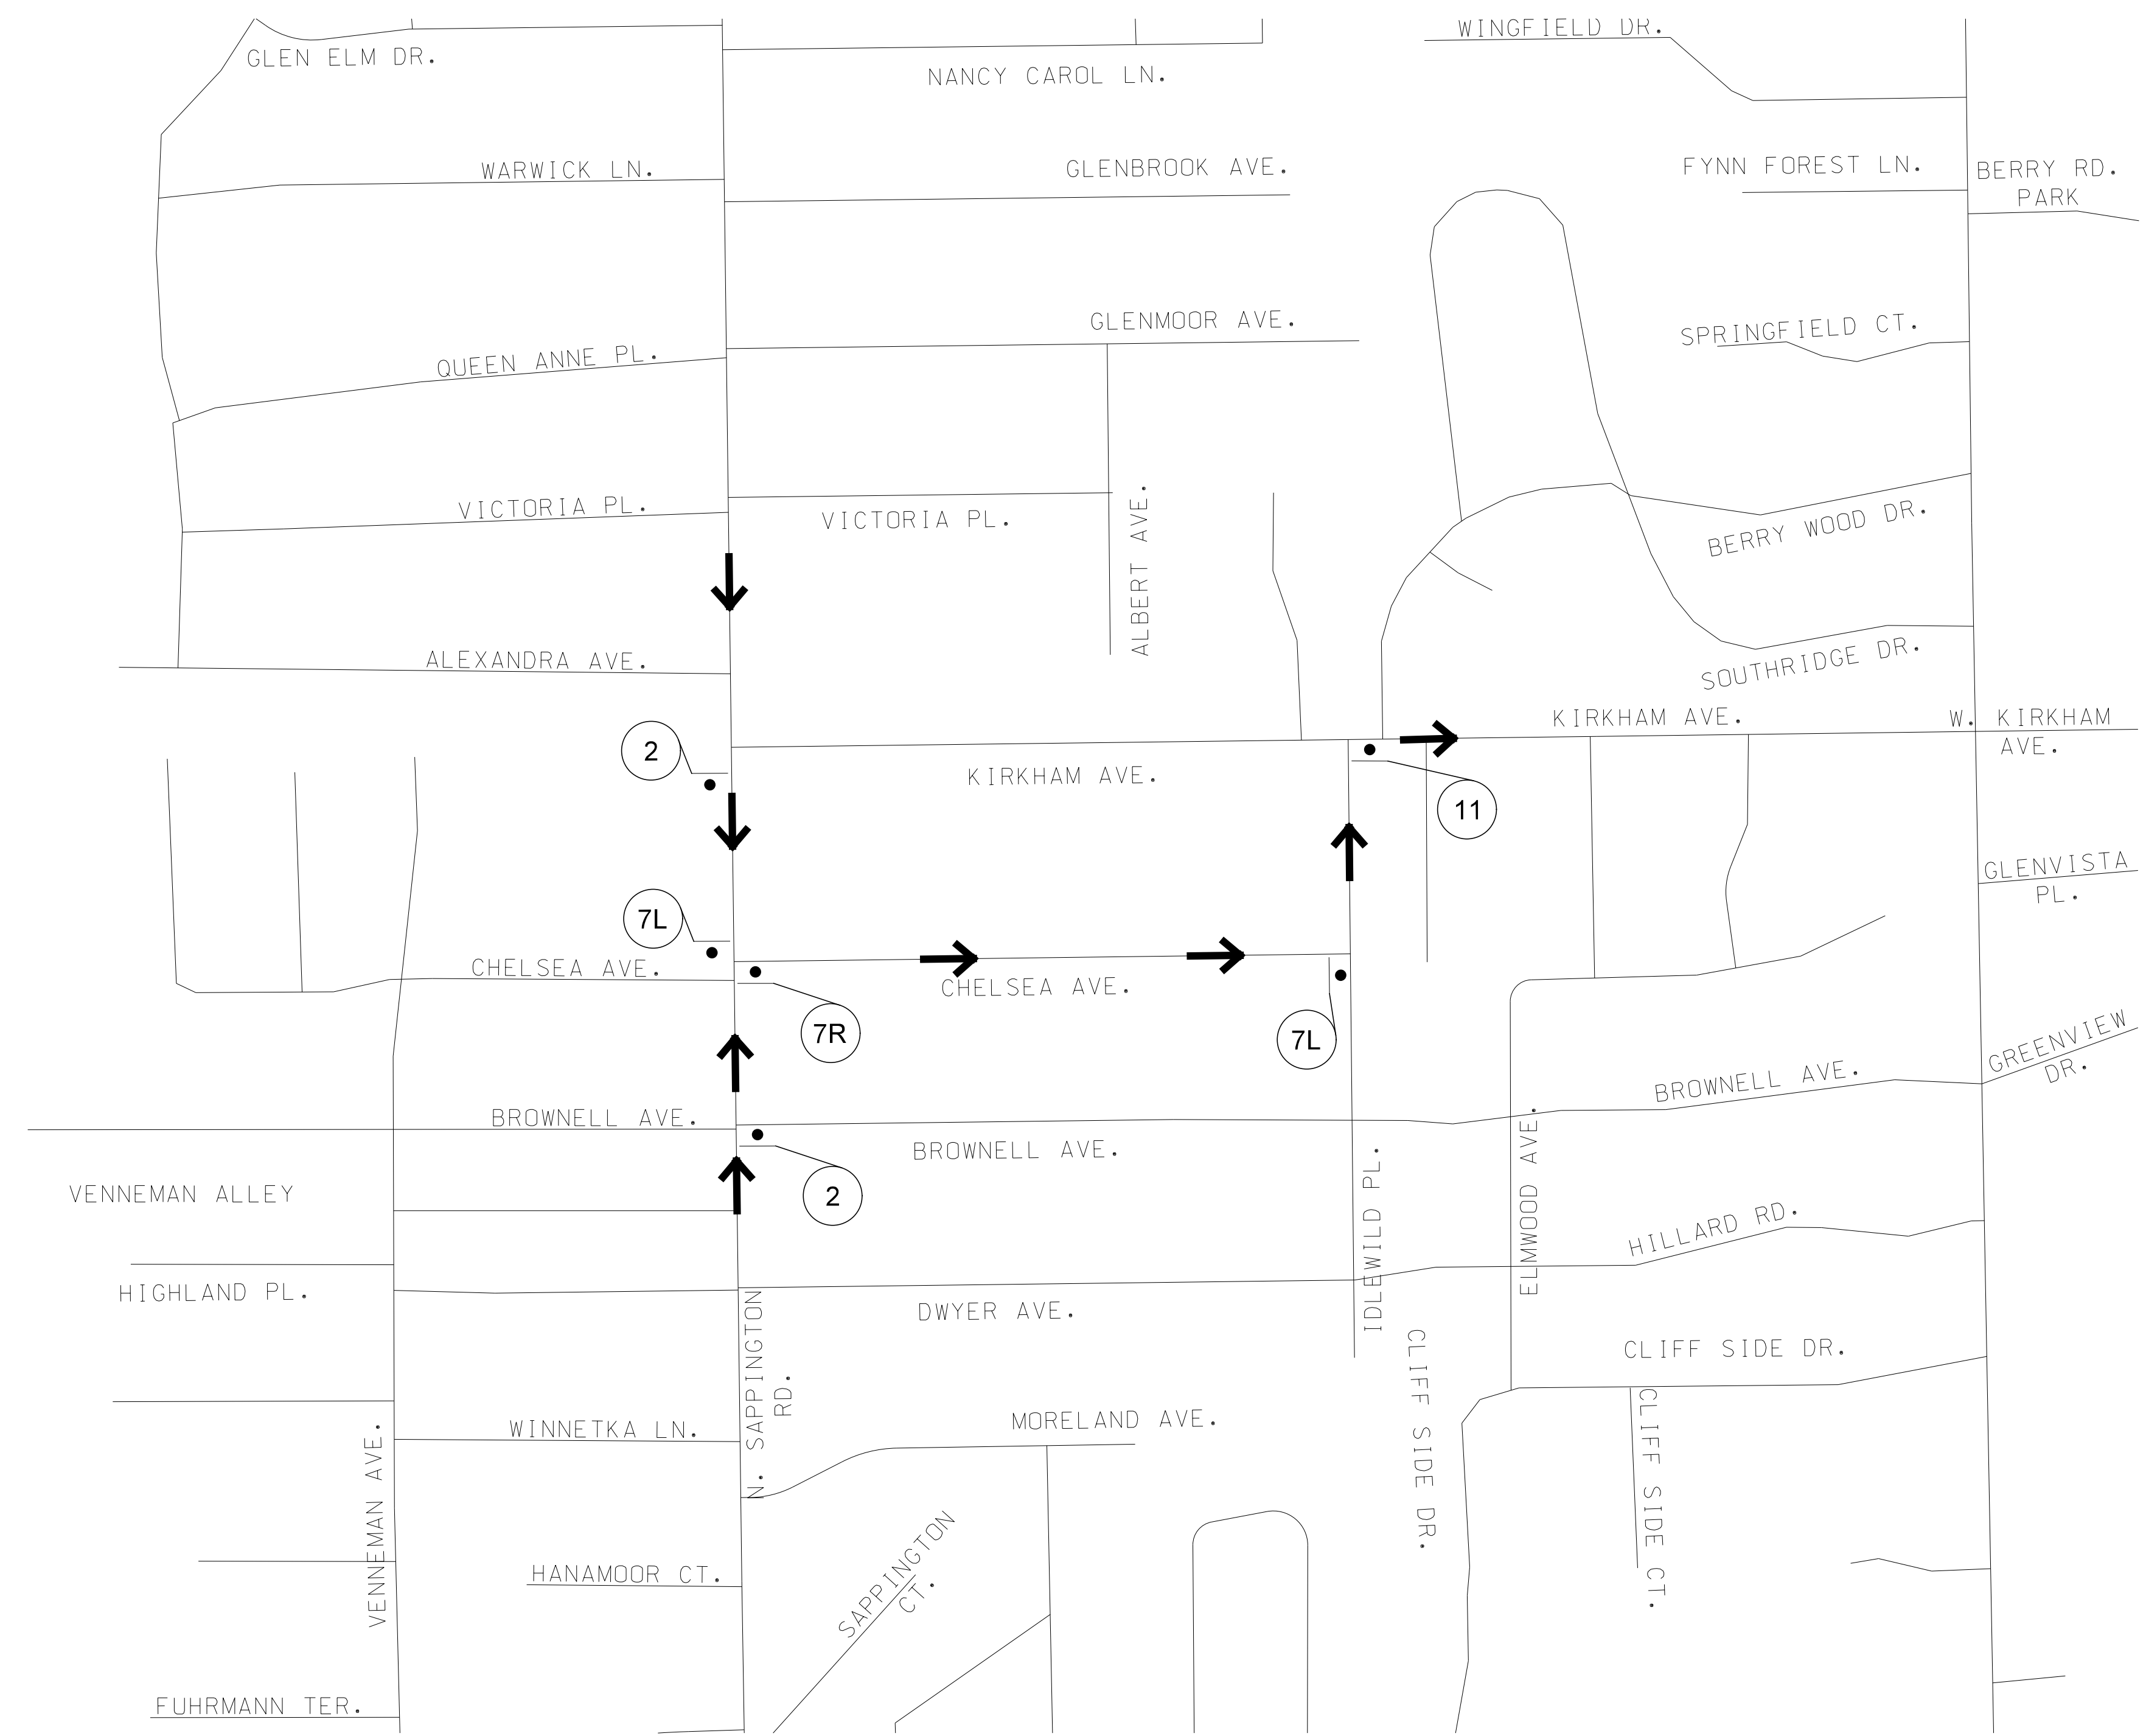 WINGFIELD DR.
GLEN ELM DR.
NANCY CAROL LN.
WARWICK LN.
GLENBROOK AVE.
FYNN FOREST LN.
BERRY RD.
PARK
GLENMOOR AVE.
SPRINGFIELD CT.
QUEEN ANNE PL.
VICTORIA PL.
VICTORIA PL.
ALBERT AVE.
BERRY WOOD DR.
ALEXANDRA AVE.
SOUTHRIDGE DR.
KIRKHAM AVE.
W. KIRKHAM
AVE.
2
KIRKHAM AVE.
11
GLENVISTA
PL.
7L
CHELSEA AVE.
CHELSEA AVE.
7R
7L
GREENVIEW
DR.
BROWNELL AVE.
BROWNELL AVE.
BROWNELL AVE.
2
VENNEMAN ALLEY
IDLEWILD PL.
ELMWOOD AVE.
HILLARD RD.
HIGHLAND PL.
DWYER AVE.
N. SAPPINGTON
RD.
CLIFF SIDE DR.
CLIFF SIDE DR.
CLIFF SIDE CT.
WINNETKA LN.
MORELAND AVE.
VENNEMAN AVE.
HANAMOOR CT.
SAPPINGTON
CT.
FUHRMANN TER.